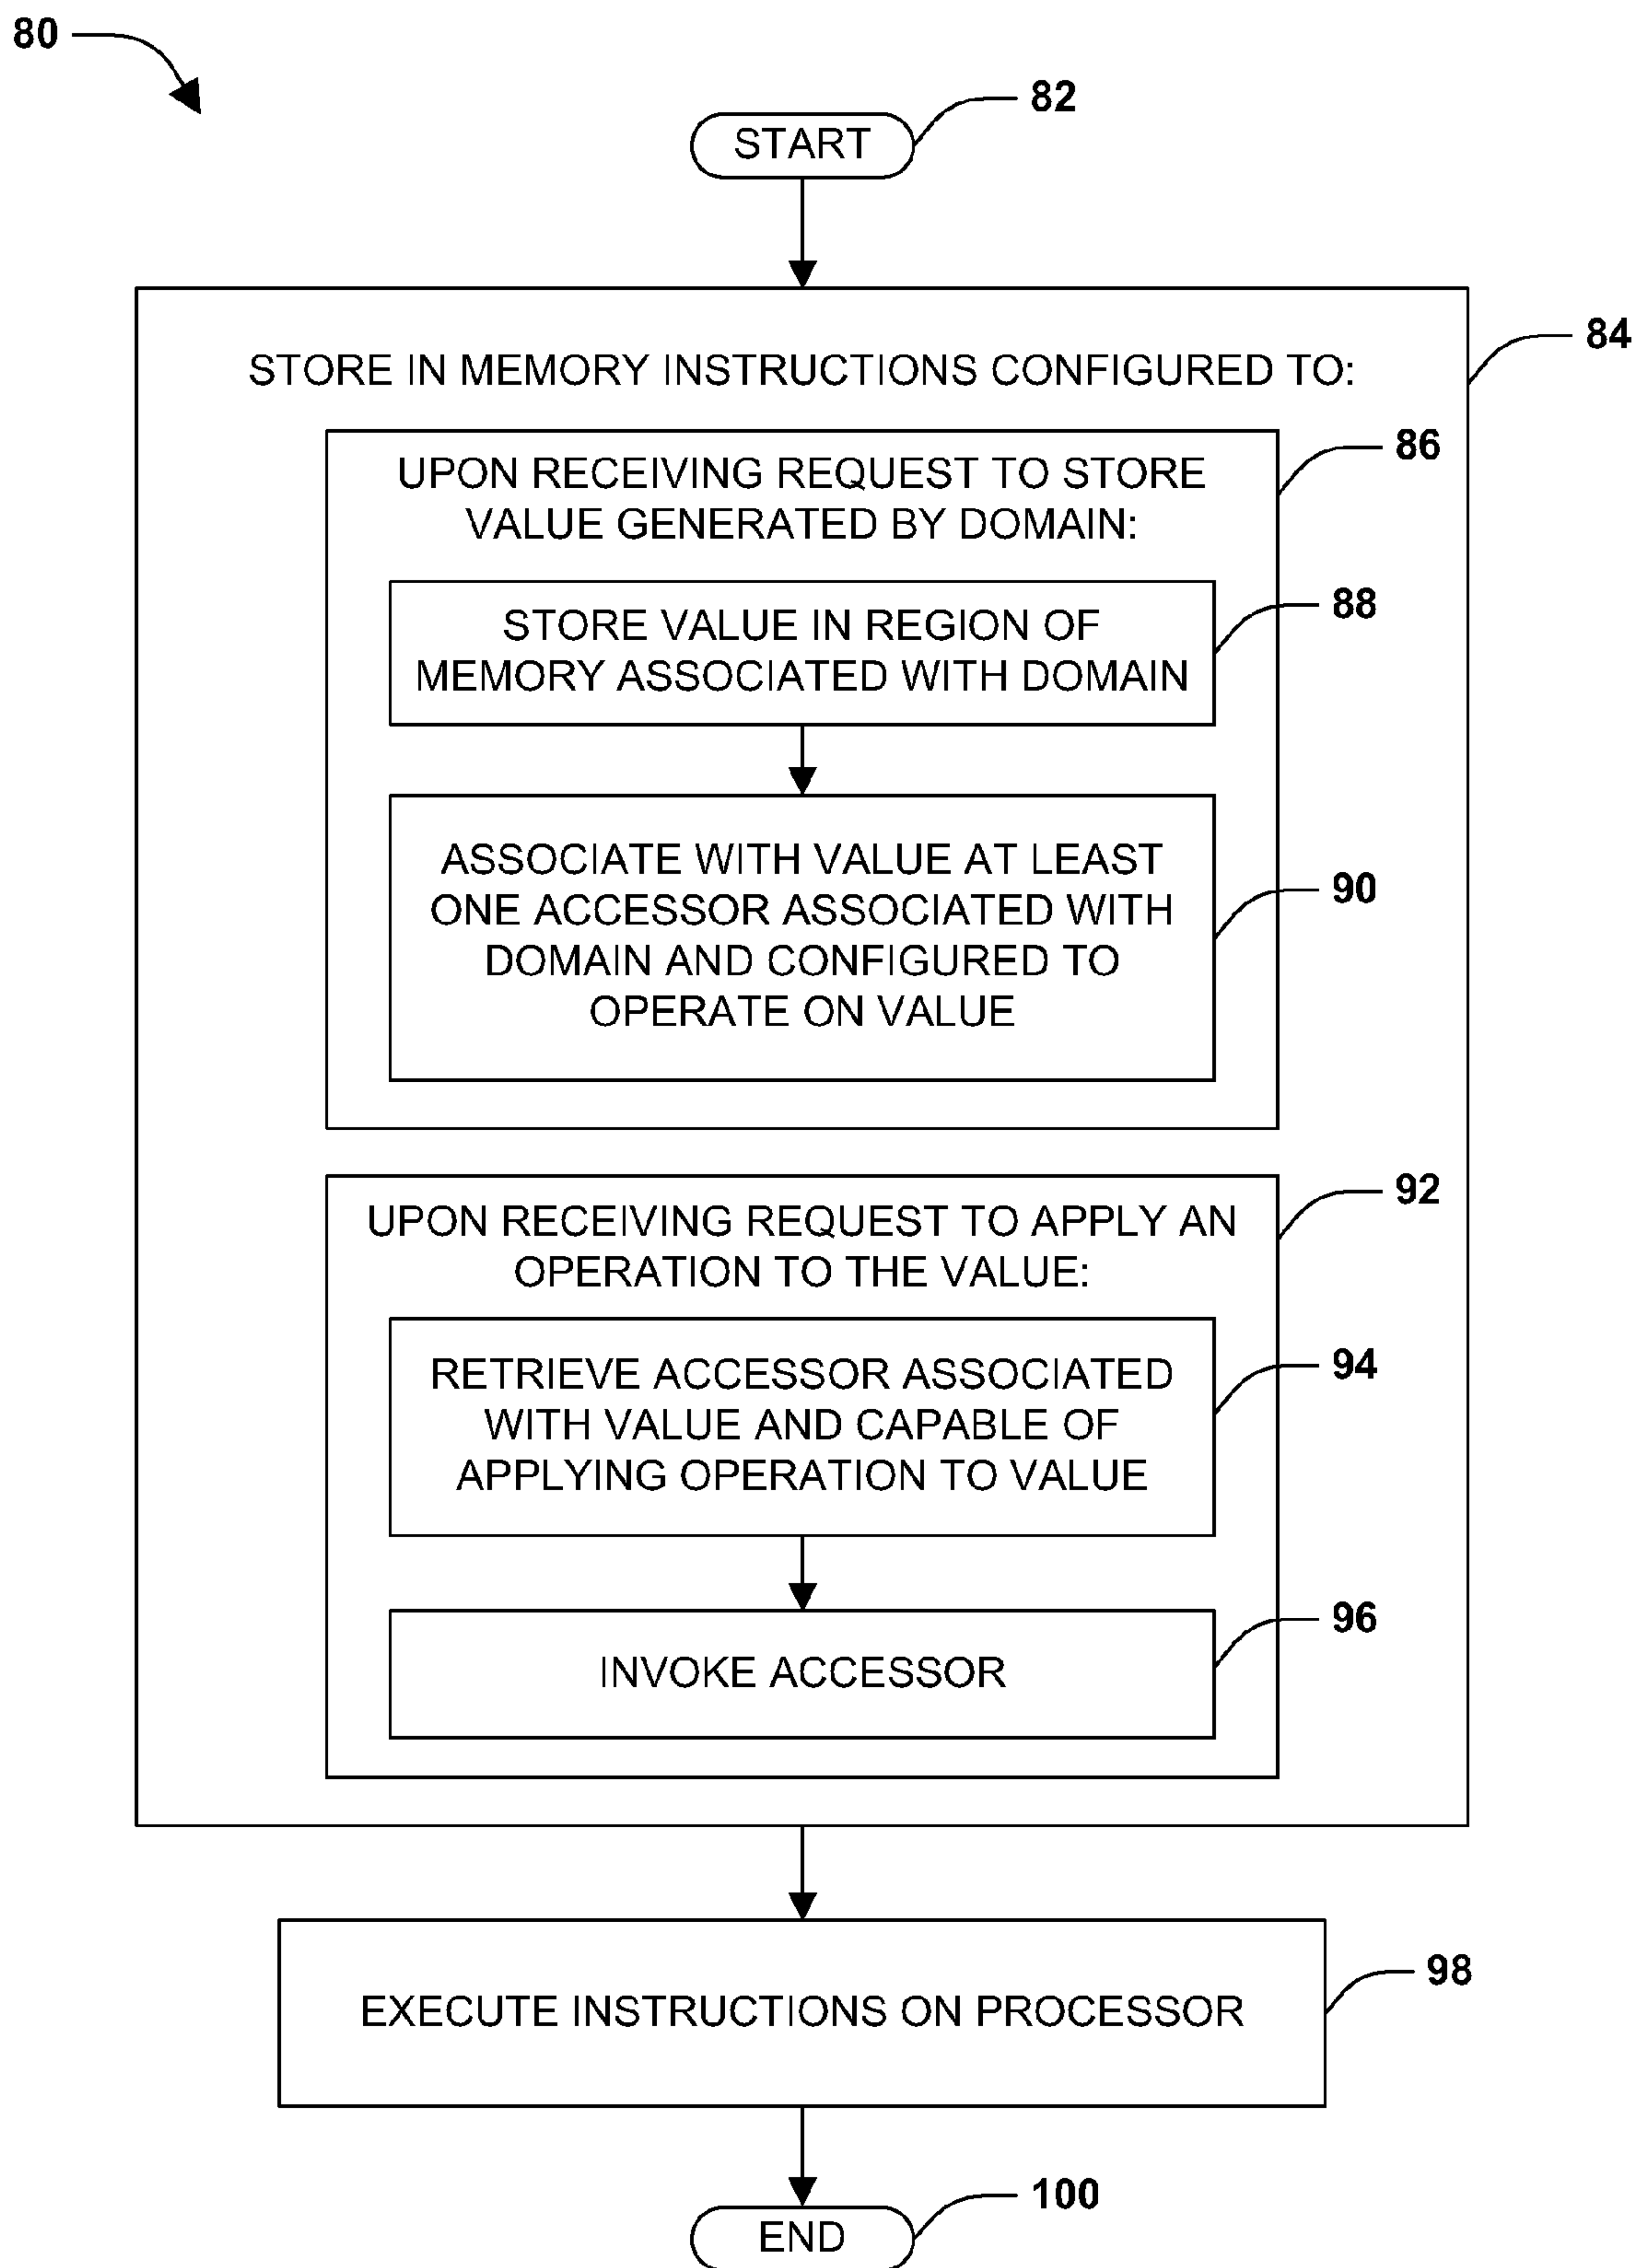 80
START
82
STORE IN MEMORY INSTRUCTIONS CONFIGURED TO:
84
UPON RECEIVING REQUEST TO STORE
VALUE GENERATED BY DOMAIN:
86
STORE VALUE IN REGION OF
MEMORY ASSOCIATED WITH DOMAIN
88
ASSOCIATE WITH VALUE AT LEAST
ONE ACCESSOR ASSOCIATED WITH
DOMAIN AND CONFIGURED TO
OPERATE ON VALUE
90
UPON RECEIVING REQUEST TO APPLY AN
OPERATION TO THE VALUE:
92
RETRIEVE ACCESSOR ASSOCIATED
WITH VALUE AND CAPABLE OF
APPLYING OPERATION TO VALUE
94
INVOKE ACCESSOR
96
EXECUTE INSTRUCTIONS ON PROCESSOR
98
END
100